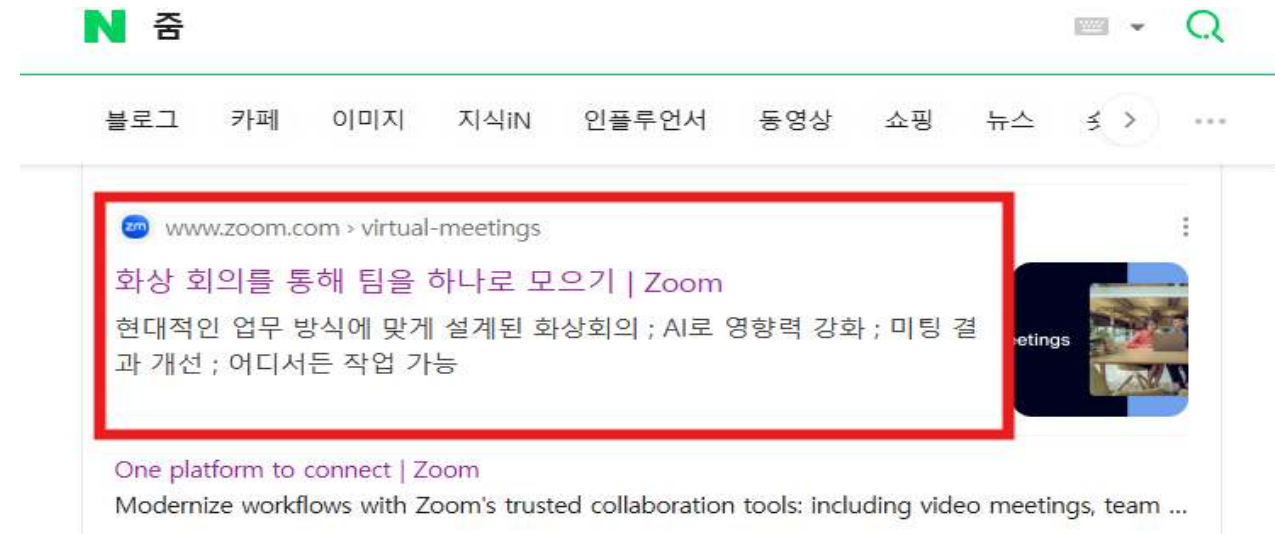 N 줌
블로그 카페 이미지 지식iN 인플루언서 동영상 쇼핑 뉴스
zm www.zoom.com › virtual-meetings
화상 회의를 통해 팀을 하나로 모으기 | Zoom
현대적인 업무 방식에 맞게 설계된 화상회의 ; AI로 영향력 강화 ; 미팅 결
과 개선 ; 어디서든 작업 가능
etings
One platform to connect | Zoom
Modernize workflows with Zoom's trusted collaboration tools: including video meetings, team ...